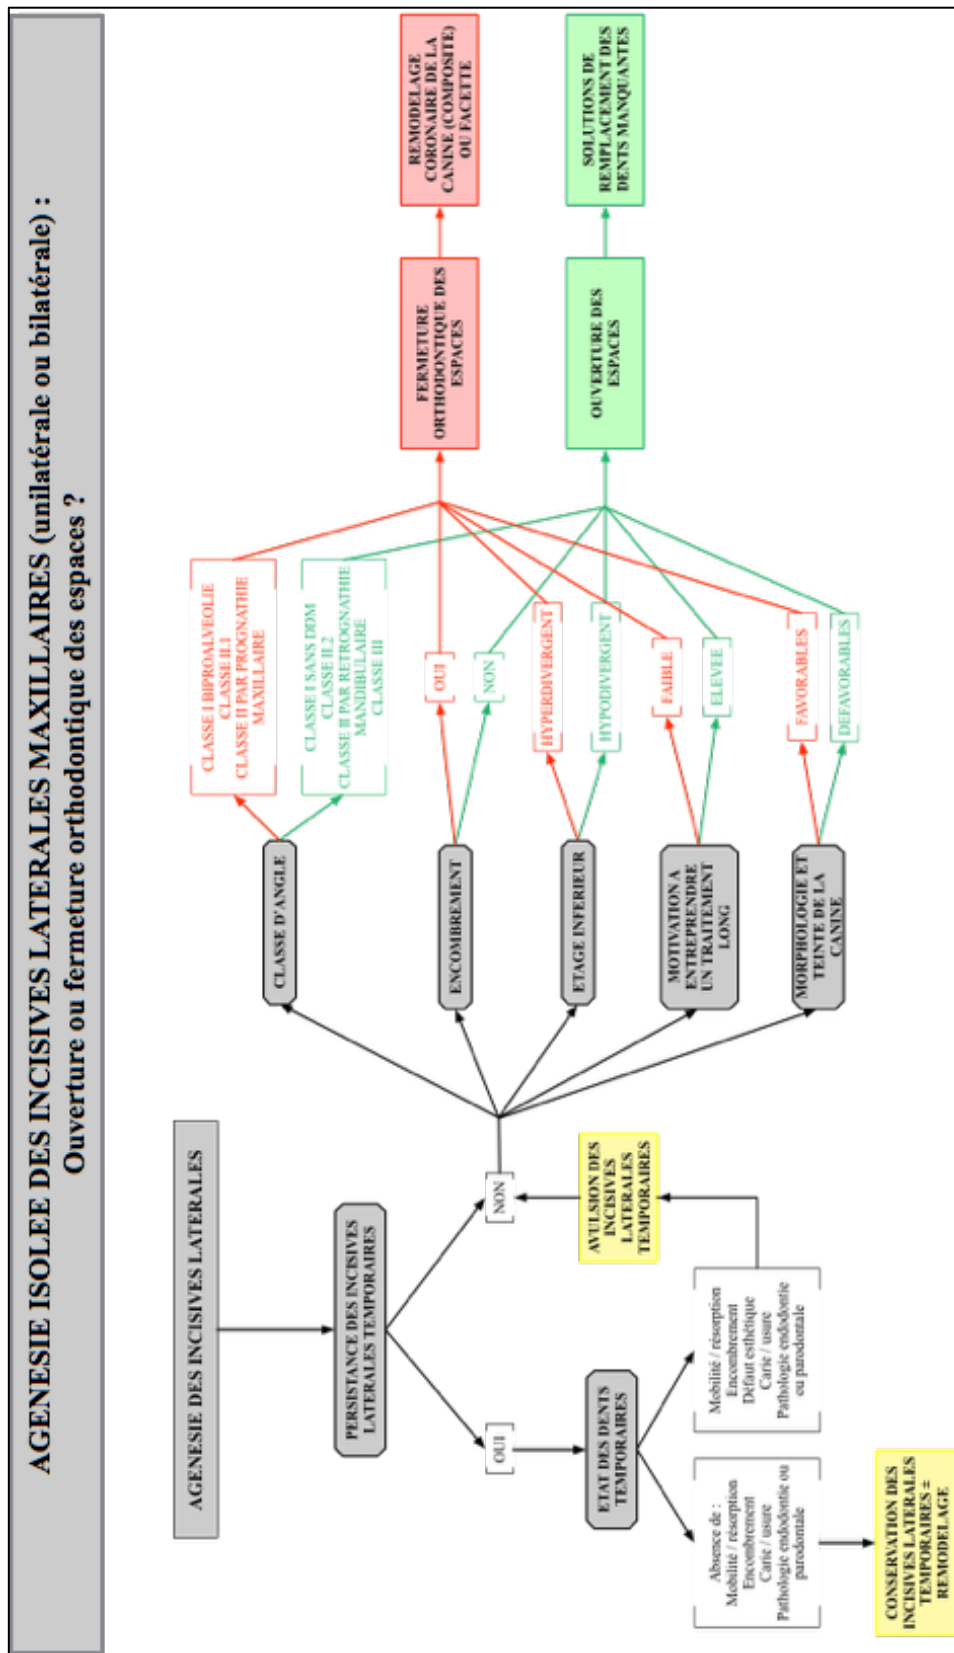 AGENESIE ISOLEE DES INCISIVES LATERALES MAXILLAIRES (unilatérale ou bilatérale) :
Ouverture ou fermeture orthodontique des espaces ?
AGENESIE DES INCISIVES LATERALES
PERSISTANCE DES INCISIVES
LATERALES TEMPORAIRES
OUI
NON
ETAT DES DENTS
TEMPORAIRES
Absence de :
Mobilité / résorption
Encombrement
Carie / usure
Pathologie endodontie ou
parodontale
Mobilité / résorption
Encombrement
Défaut esthétique
Carie / usure
Pathologie endodontie
ou parodontale
CONSERVATION DES
INCISIVES LATERALES
TEMPORAIRES ±
REMODELAGE
AVULSION DES
INCISIVES
LATERALES
TEMPORAIRES
CLASSE D'ANGLE
ENCOMBREMENT
ETAGE INFERIEUR
MOTIVATION A
ENTREPRENDRE
UN TRAITEMENT
LONG
MORPHOLOGIE ET
TEINTE DE LA
CANINE
CLASSE I BIPROALVEOLIE
CLASSE II.1
CLASSE II PAR PROGNATHIE
MAXILLAIRE
CLASSE I SANS DDM
CLASSE II.2
CLASSE II PAR RETROGNATHIE
MANDIBULAIRE
CLASSE III
OUI
NON
HYPERDIVERGENT
HYPODIVERGENT
FAIBLE
ELEVEE
FAVORABLES
DEFAVORABLES
FERMETURE
ORTHODONTIQUE DES
ESPACES
OUVERTURE DES
ESPACES
REMODELAGE
CORONAIRE DE LA
CANINE (COMPOSITE)
OU FACETTE
SOLUTIONS DE
REMPLACEMENT DES
DENTS MANQUANTES